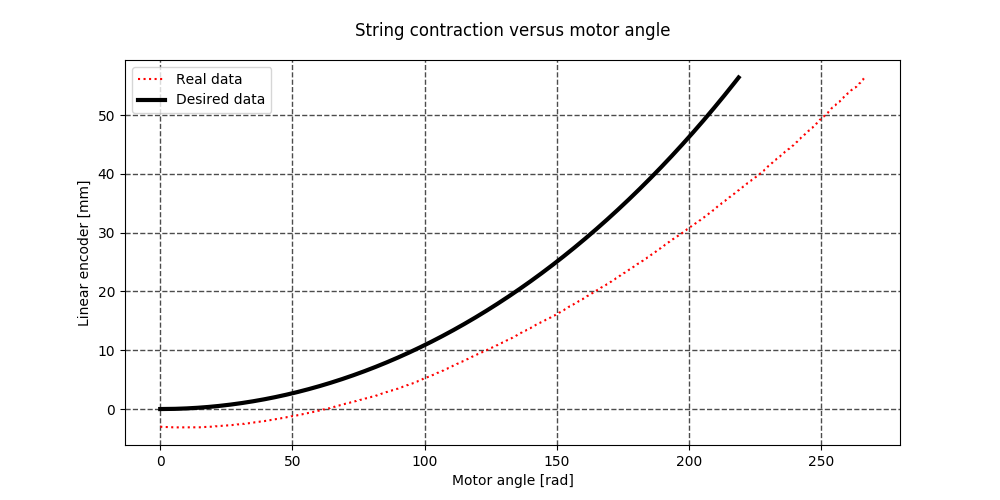 String contraction versus motor angle
Real data
Desired data
Linear encoder [mm]
50
40
30
20
10
0
0 50 100 150 200 250
Motor angle [rad]